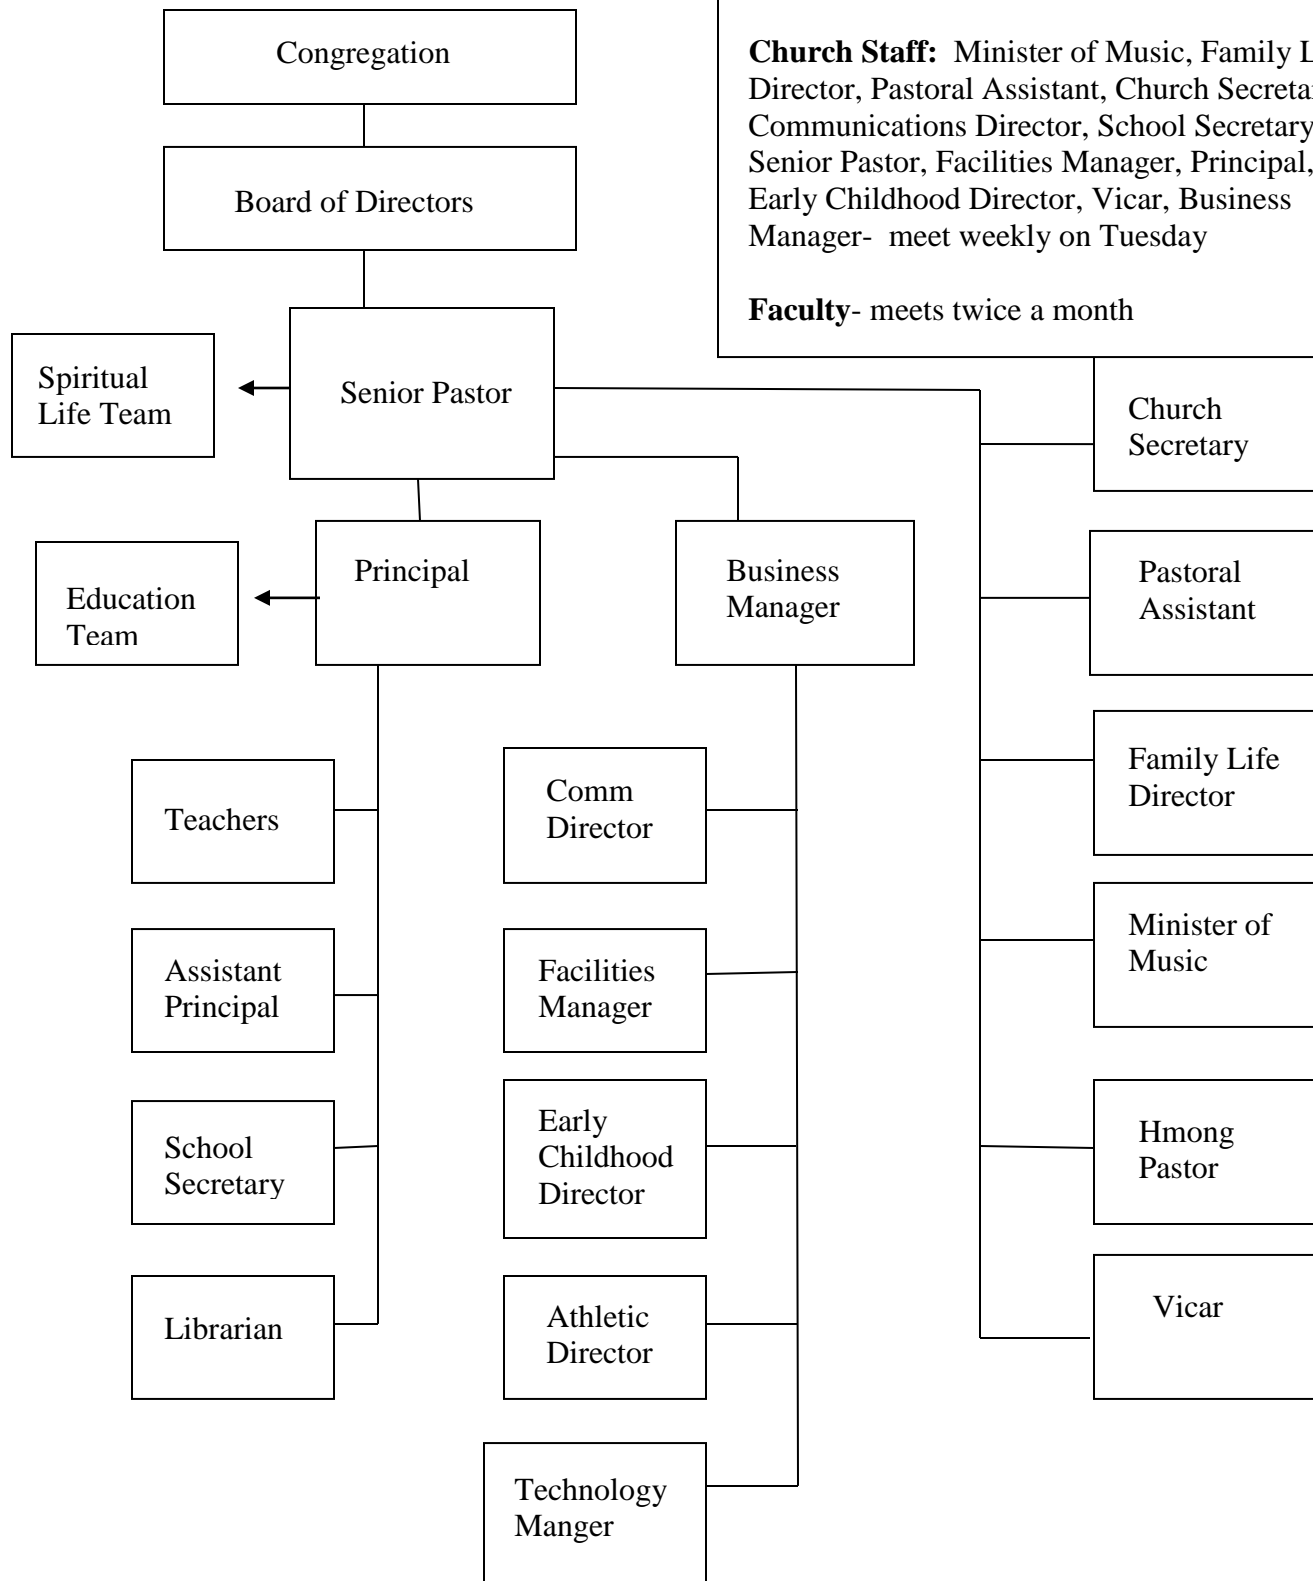 Congregation
Board of Directors
Church Staff: Minister of Music, Family
Director, Pastoral Assistant, Church
Communications Director, School Secretary
Senior Pastor, Facilities Manager, Principal,
Early Childhood Director, Vicar, Business
Manager- meet weekly on Tuesday
Faculty- meets twice a month
Spiritual
Life Team
Senior Pastor
Church
Secretary
Education
Team
Principal
Business
Manager
Pastoral
Assistant
Family Life
Director
Teachers
Comm
Director
Minister of
Music
Assistant
Principal
Facilities
Manager
School
Secretary
Early
Childhood
Director
Hmong
Pastor
Librarian
Athletic
Director
Vicar
Technology
Manger